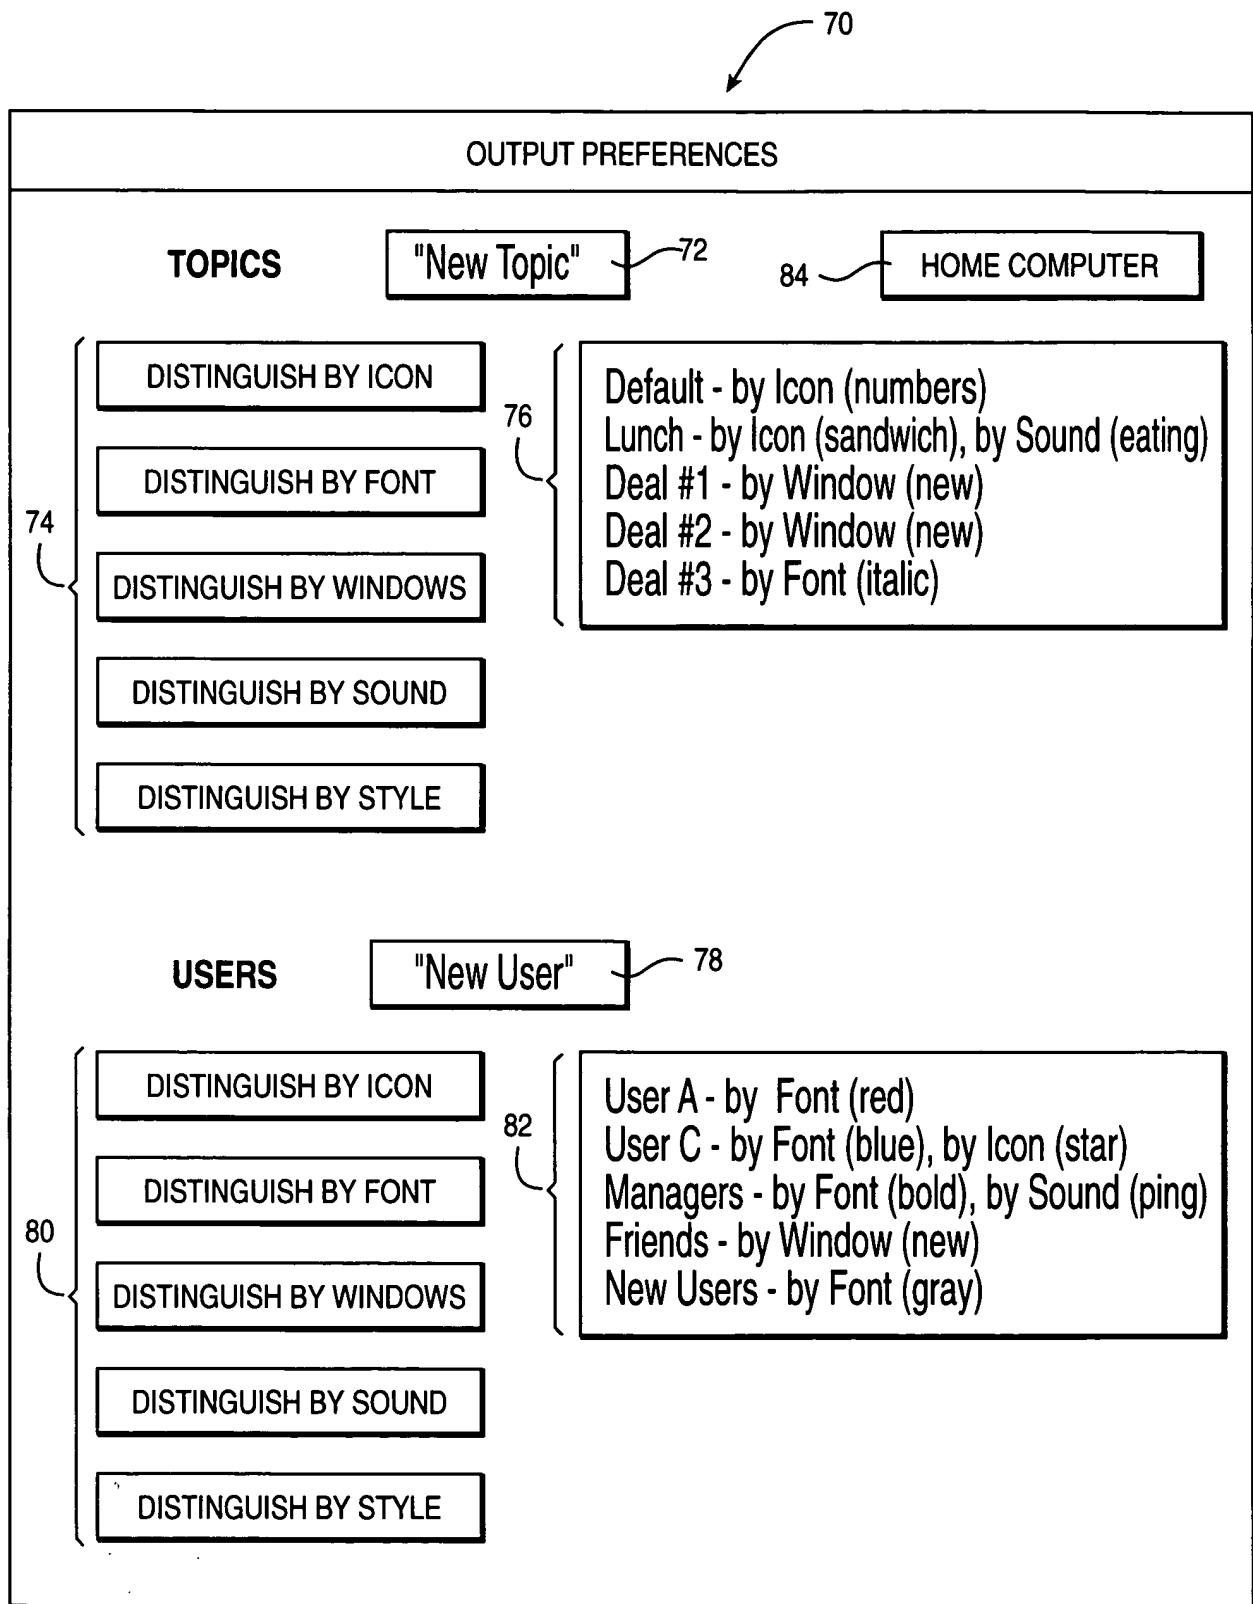 70
OUTPUT PREFERENCES
TOPICS
"New Topic"
72
84
HOME COMPUTER
74
DISTINGUISH BY ICON
DISTINGUISH BY FONT
DISTINGUISH BY WINDOWS
DISTINGUISH BY SOUND
DISTINGUISH BY STYLE
76
Default - by Icon (numbers)
Lunch - by Icon (sandwich), by Sound (eating)
Deal #1 - by Window (new)
Deal #2 - by Window (new)
Deal #3 - by Font (italic)
USERS
"New User"
78
80
DISTINGUISH BY ICON
DISTINGUISH BY FONT
DISTINGUISH BY WINDOWS
DISTINGUISH BY SOUND
DISTINGUISH BY STYLE
82
User A - by Font (red)
User C - by Font (blue), by Icon (star)
Managers - by Font (bold), by Sound (ping)
Friends - by Window (new)
New Users - by Font (gray)